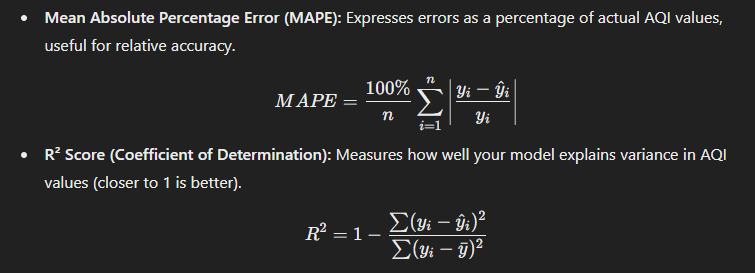 • Mean Absolute Percentage Error (MAPE): Expresses errors as a percentage of actual AQI values,
useful for relative accuracy.
MAPE = \frac{100\%}{n} \sum_{i=1}^{n} \left| \frac{y_i - \hat{y}_i}{y_i} \right|
• R² Score (Coefficient of Determination): Measures how well your model explains variance in AQI
values (closer to 1 is better).
R^2 = 1 - \frac{\sum (y_i - \hat{y}_i)^2}{\sum (y_i - \bar{y})^2}